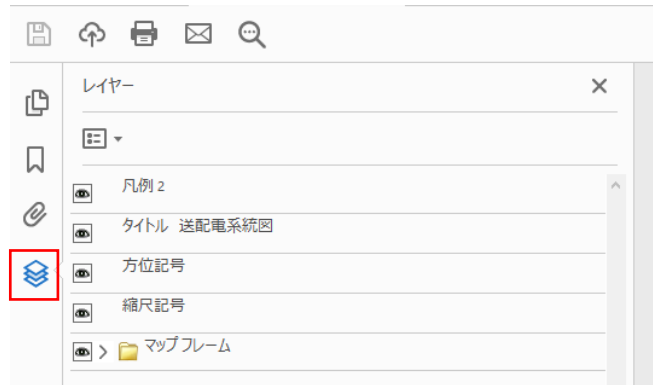 レイヤー
凡例 2
タイトル 送配電系統図
方位記号
縮尺記号
マップ フレーム